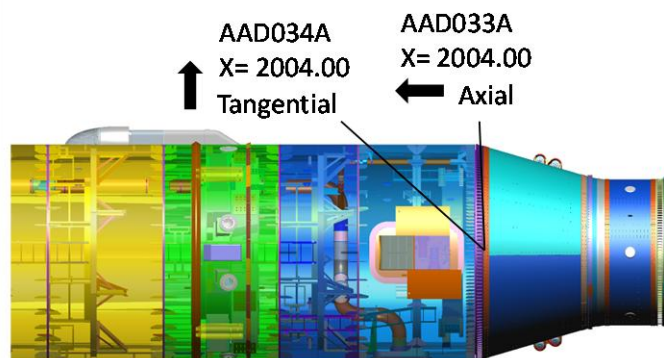 AAD034A
X= 2004.00
Tangential
AAD033A
X= 2004.00
Axial